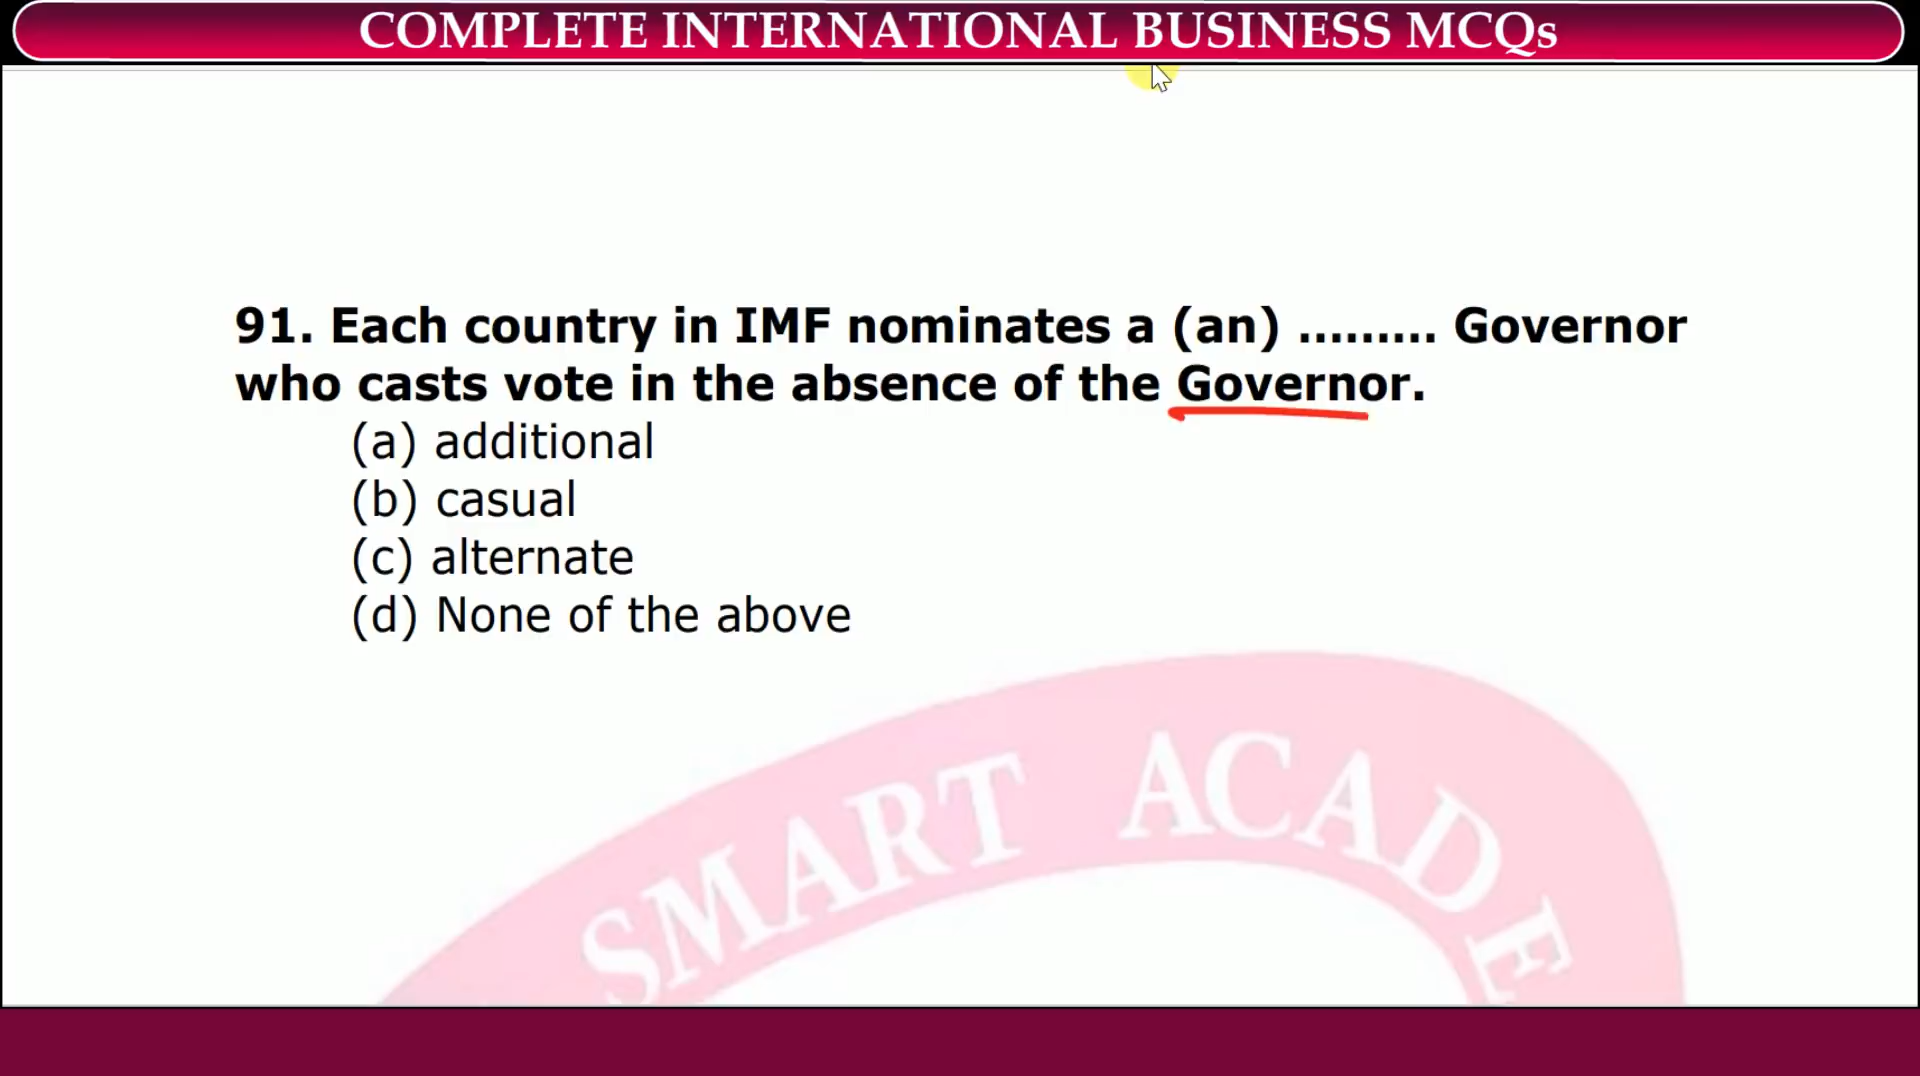 COMPLETE INTERNATIONAL BUSINESS MCQs
91. Each country in IMF nominates a (an) ......... Governor
who casts vote in the absence of the Governor.
(a) additional
(b) casual
(c) alternate
(d) None of the above
SMART ACADE